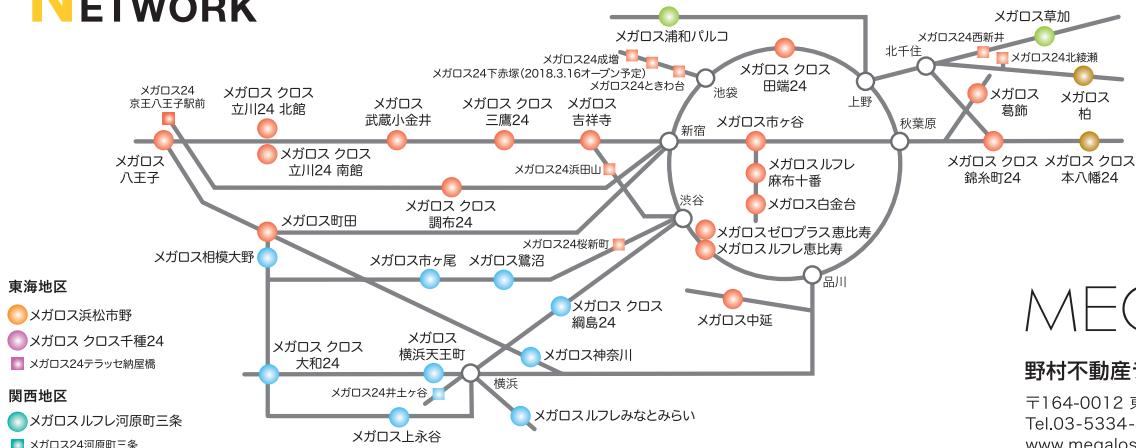 NETWORK
メガロス浦和パルコ
メガロス草加
メガロス24西新井
北千住
メガロス24北綾瀬
メガロス24成増
メガロス24下赤塚(2018.3.16オープン予定)
メガロス24ときわ台
池袋
メガロス クロス
田端24
上野
メガロス
葛飾
メガロス
柏
メガロス24
京王八王子駅前
メガロス クロス
立川24 北館
メガロス
武蔵小金井
メガロス クロス
三鷹24
メガロス
吉祥寺
新宿
メガロス市ヶ谷
秋葉原
メガロス
八王子
メガロス クロス
立川24 南館
メガロス24浜田山
メガロスルフレ
麻布十番
メガロス クロス
錦糸町24
メガロス クロス
本八幡24
メガロス クロス
調布24
渋谷
メガロス白金台
メガロス町田
メガロスゼロプラス恵比寿
メガロスルフレ恵比寿
メガロス24桜新町
メガロス相模大野
メガロス市ヶ尾
メガロス鷺沼
品川
メガロス クロス
綱島24
メガロス中延
メガロス クロス
大和24
メガロス
横浜天王町
メガロス神奈川
横浜
メガロス24井土ヶ谷
メガロスルフレみなとみらい
メガロス上永谷
東海地区
メガロス浜松市野
メガロス クロス千種24
メガロス24テラッセ納屋橋
関西地区
メガロスルフレ河原町三条
メガロス24河原町三条
MEG
野村不動産
〒164-0012 東
Tel.03-5334-
www.megalos